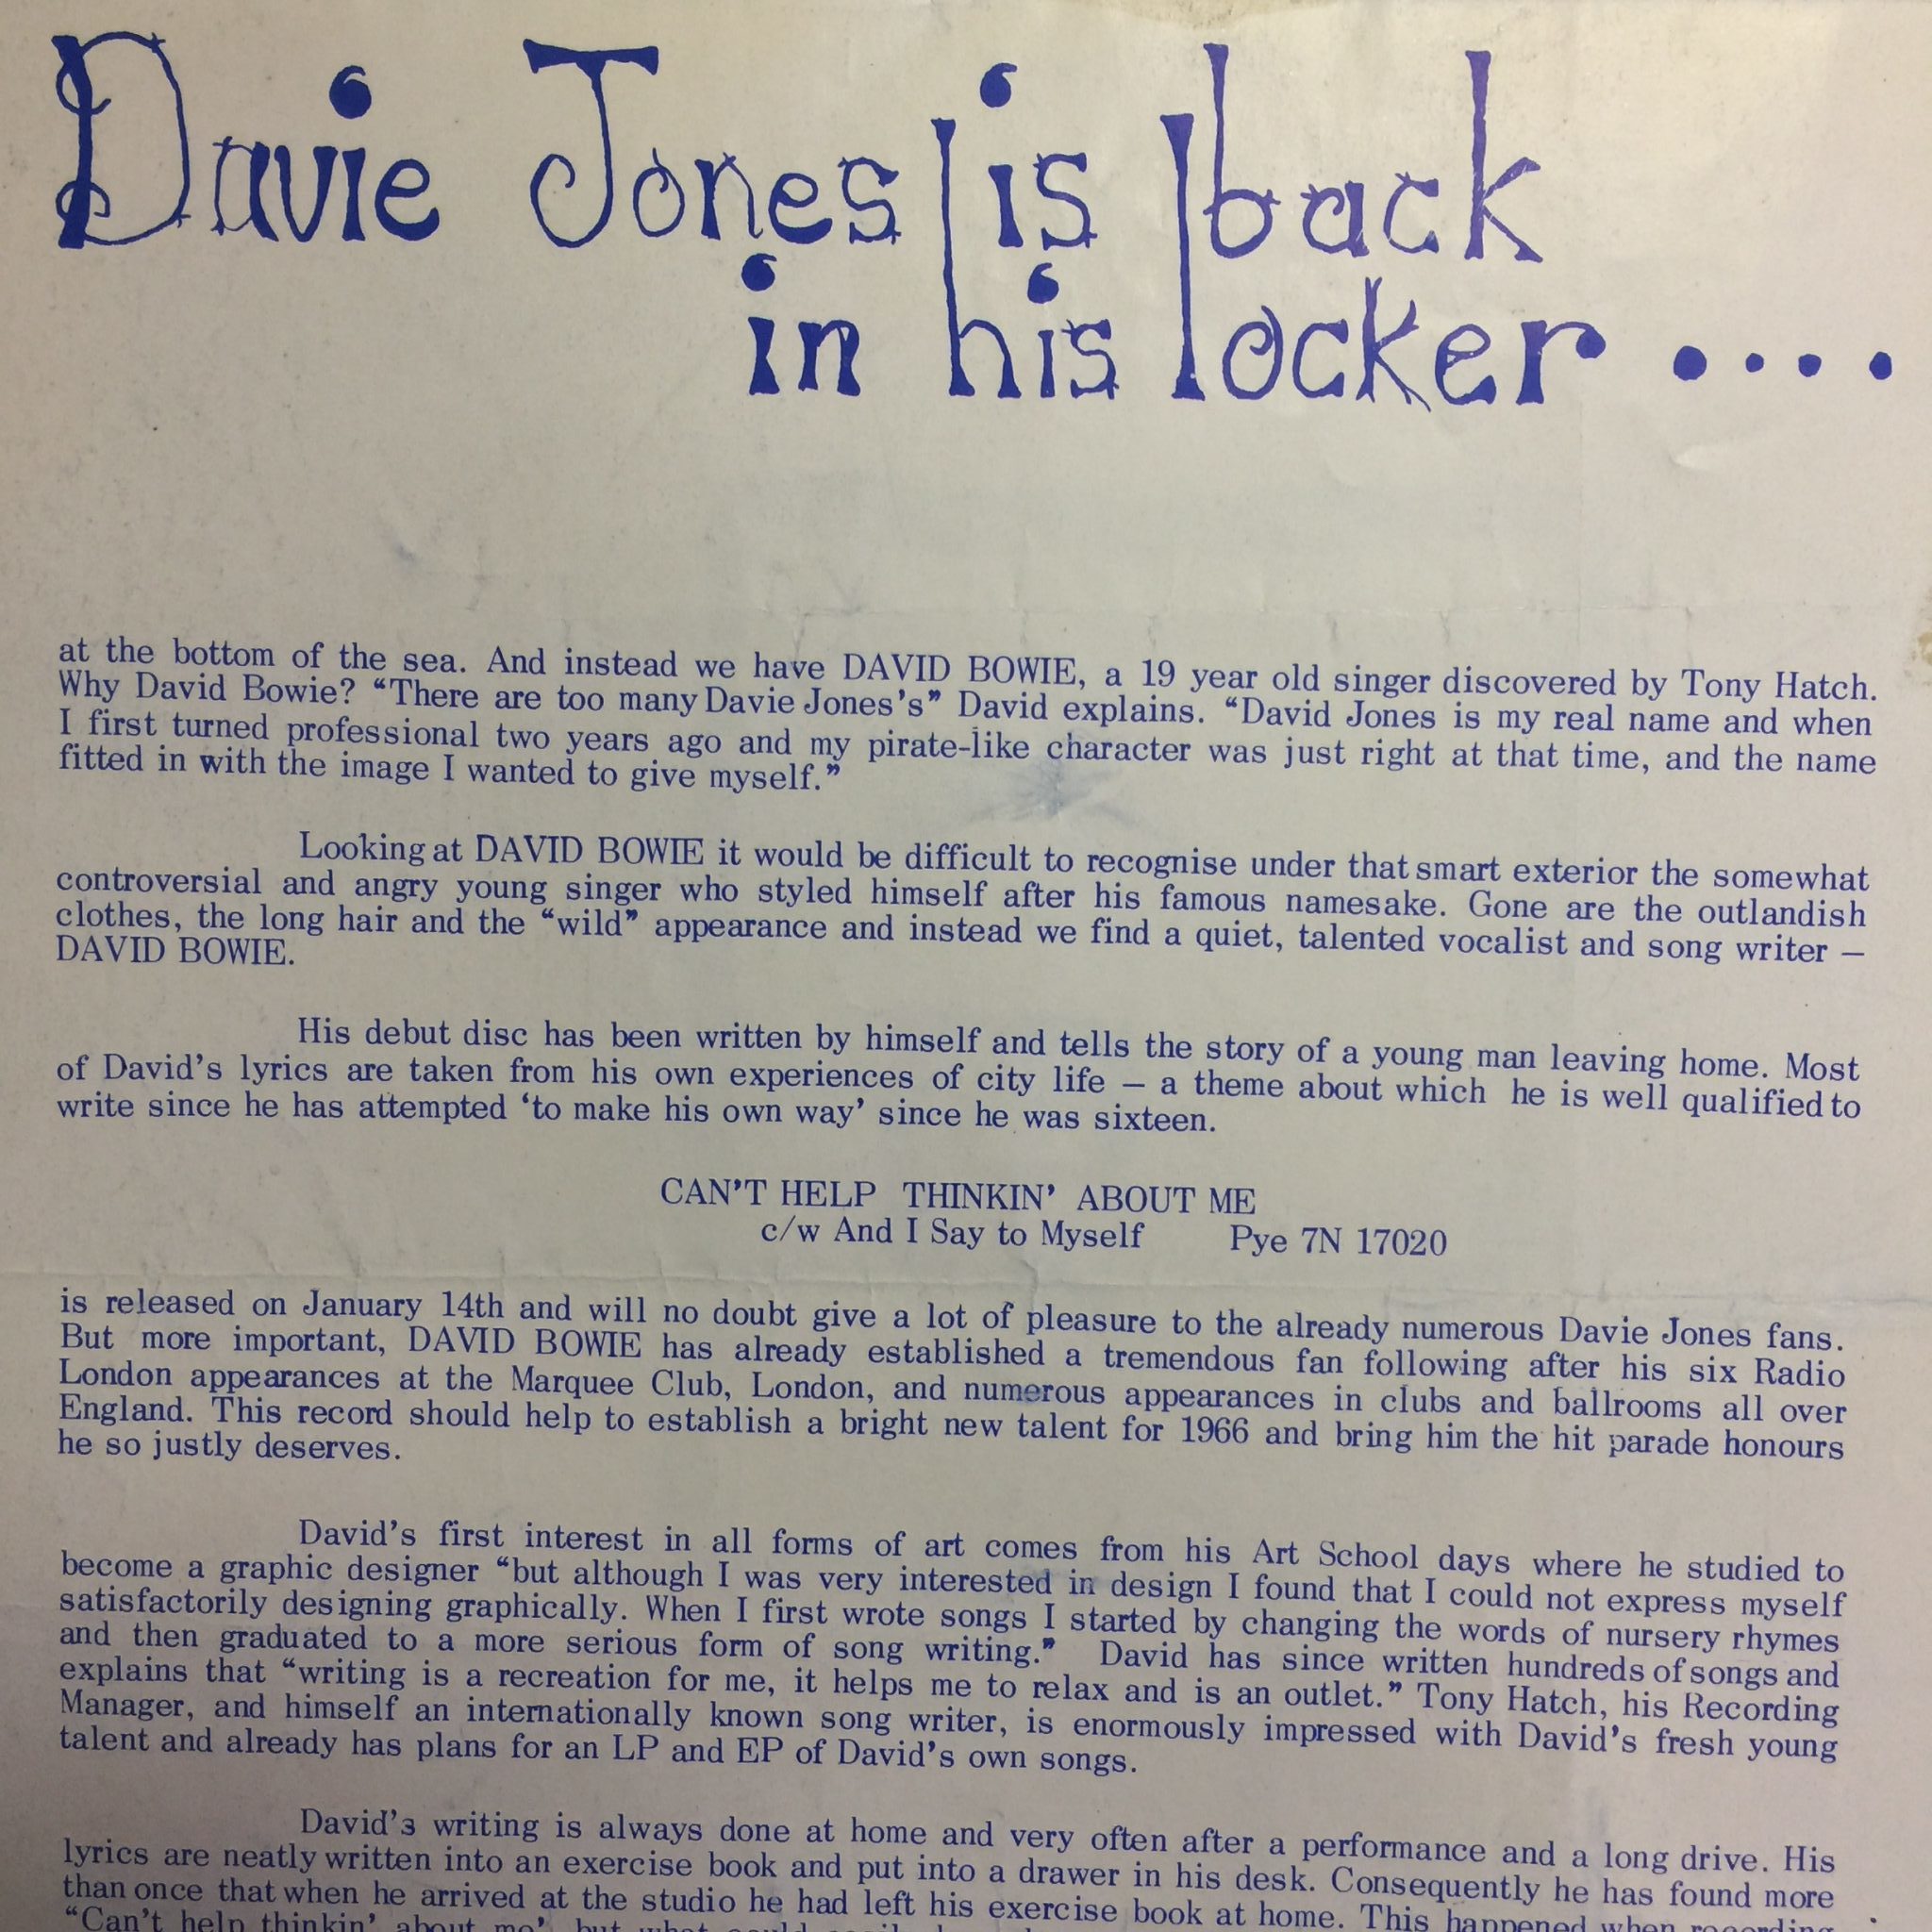 Davie Jones is back
in his locker ....
at the bottom of the sea. And instead we have DAVID BOWIE, a 19 year old singer discovered by Tony Hatch.
Why David Bowie? “There are too many Davie Jones’s” David explains. “David Jones is my real name and when
I first turned professional two years ago and my pirate-like character was just right at that time, and the name
fitted in with the image I wanted to give myself.”
Looking at DAVID BOWIE it would be difficult to recognise under that smart exterior the somewhat
controversial and angry young singer who styled himself after his famous namesake. Gone are the outlandish
clothes, the long hair and the “wild” appearance and instead we find a quiet, talented vocalist and song writer —
DAVID BOWIE.
His debut disc has been written by himself and tells the story of a young man leaving home. Most
of David’s lyrics are taken from his own experiences of city life — a theme about which he is well qualified to
write since he has attempted ‘to make his own way’ since he was sixteen.
CAN’T HELP THINKIN’ ABOUT ME
c/w And I Say to Myself Pye 7N 17020
is released on January 14th and will no doubt give a lot of pleasure to the already numerous Davie Jones fans.
But more important, DAVID BOWIE has already established a tremendous fan following after his six Radio
London appearances at the Marquee Club, London, and numerous appearances in clubs and ballrooms all over
England. This record should help to establish a bright new talent for 1966 and bring him the hit parade honours
he so justly deserves.
David’s first interest in all forms of art comes from his Art School days where he studied to
become a graphic designer “but although I was very interested in design I found that I could not express myself
satisfactorily designing graphically. When I first wrote songs I started by changing the words of nursery rhymes
and then graduated to a more serious form of song writing.” David has since written hundreds of songs and
explains that “writing is a recreation for me, it helps me to relax and is an outlet.” Tony Hatch, his Recording
Manager, and himself an internationally known song writer, is enormously impressed with David’s fresh young
talent and already has plans for an LP and EP of David’s own songs.
David’s writing is always done at home and very often after a performance and a long drive. His
lyrics are neatly written into an exercise book and put into a drawer in his desk. Consequently he has found more
than once that when he arrived at the studio he had left his exercise book at home. This happened when recording
“Can’t help thinkin’ about me’, but what could